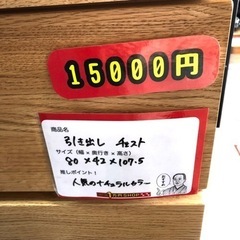 15000円
商品名
引き出し 4セスト
サイズ（幅 × 奥行き × 高さ）
80 × 42 × 107.5
推しポイント！
人気のナチュラルカラー